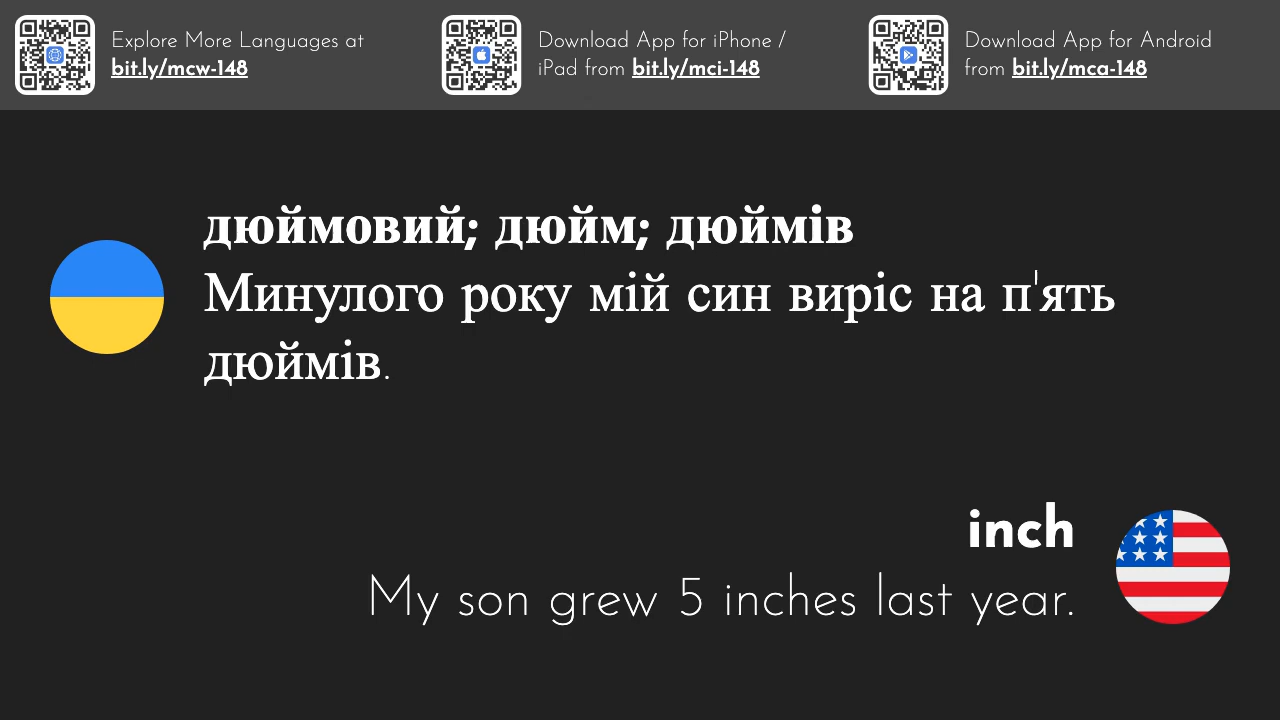 Explore More Languages at
bit.ly/mcw-148
Download App for iPhone /
iPad from bit.ly/mci-148
Download App for Android
from bit.ly/mca-148
дюймовий; дюйм; дюймів
Минулого року мій син виріс на п'ять
дюймів.
inch
My son grew 5 inches last year.